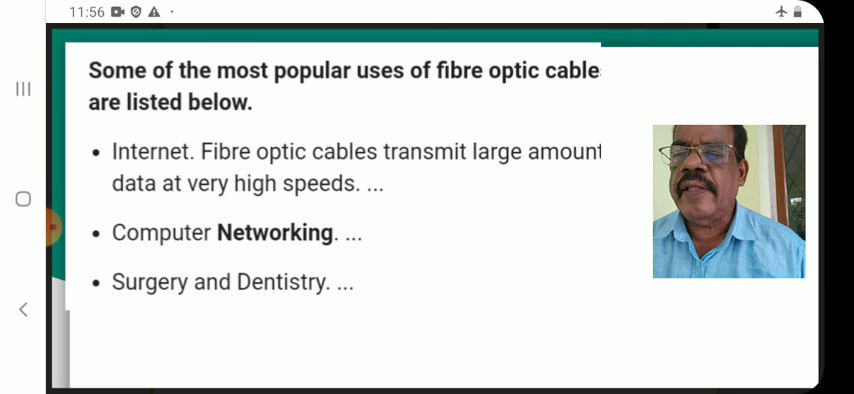 11:56
Some of the most popular uses of fibre optic cable
are listed below.
• Internet. Fibre optic cables transmit large amount
data at very high speeds. ...
• Computer Networking. ...
• Surgery and Dentistry. ...